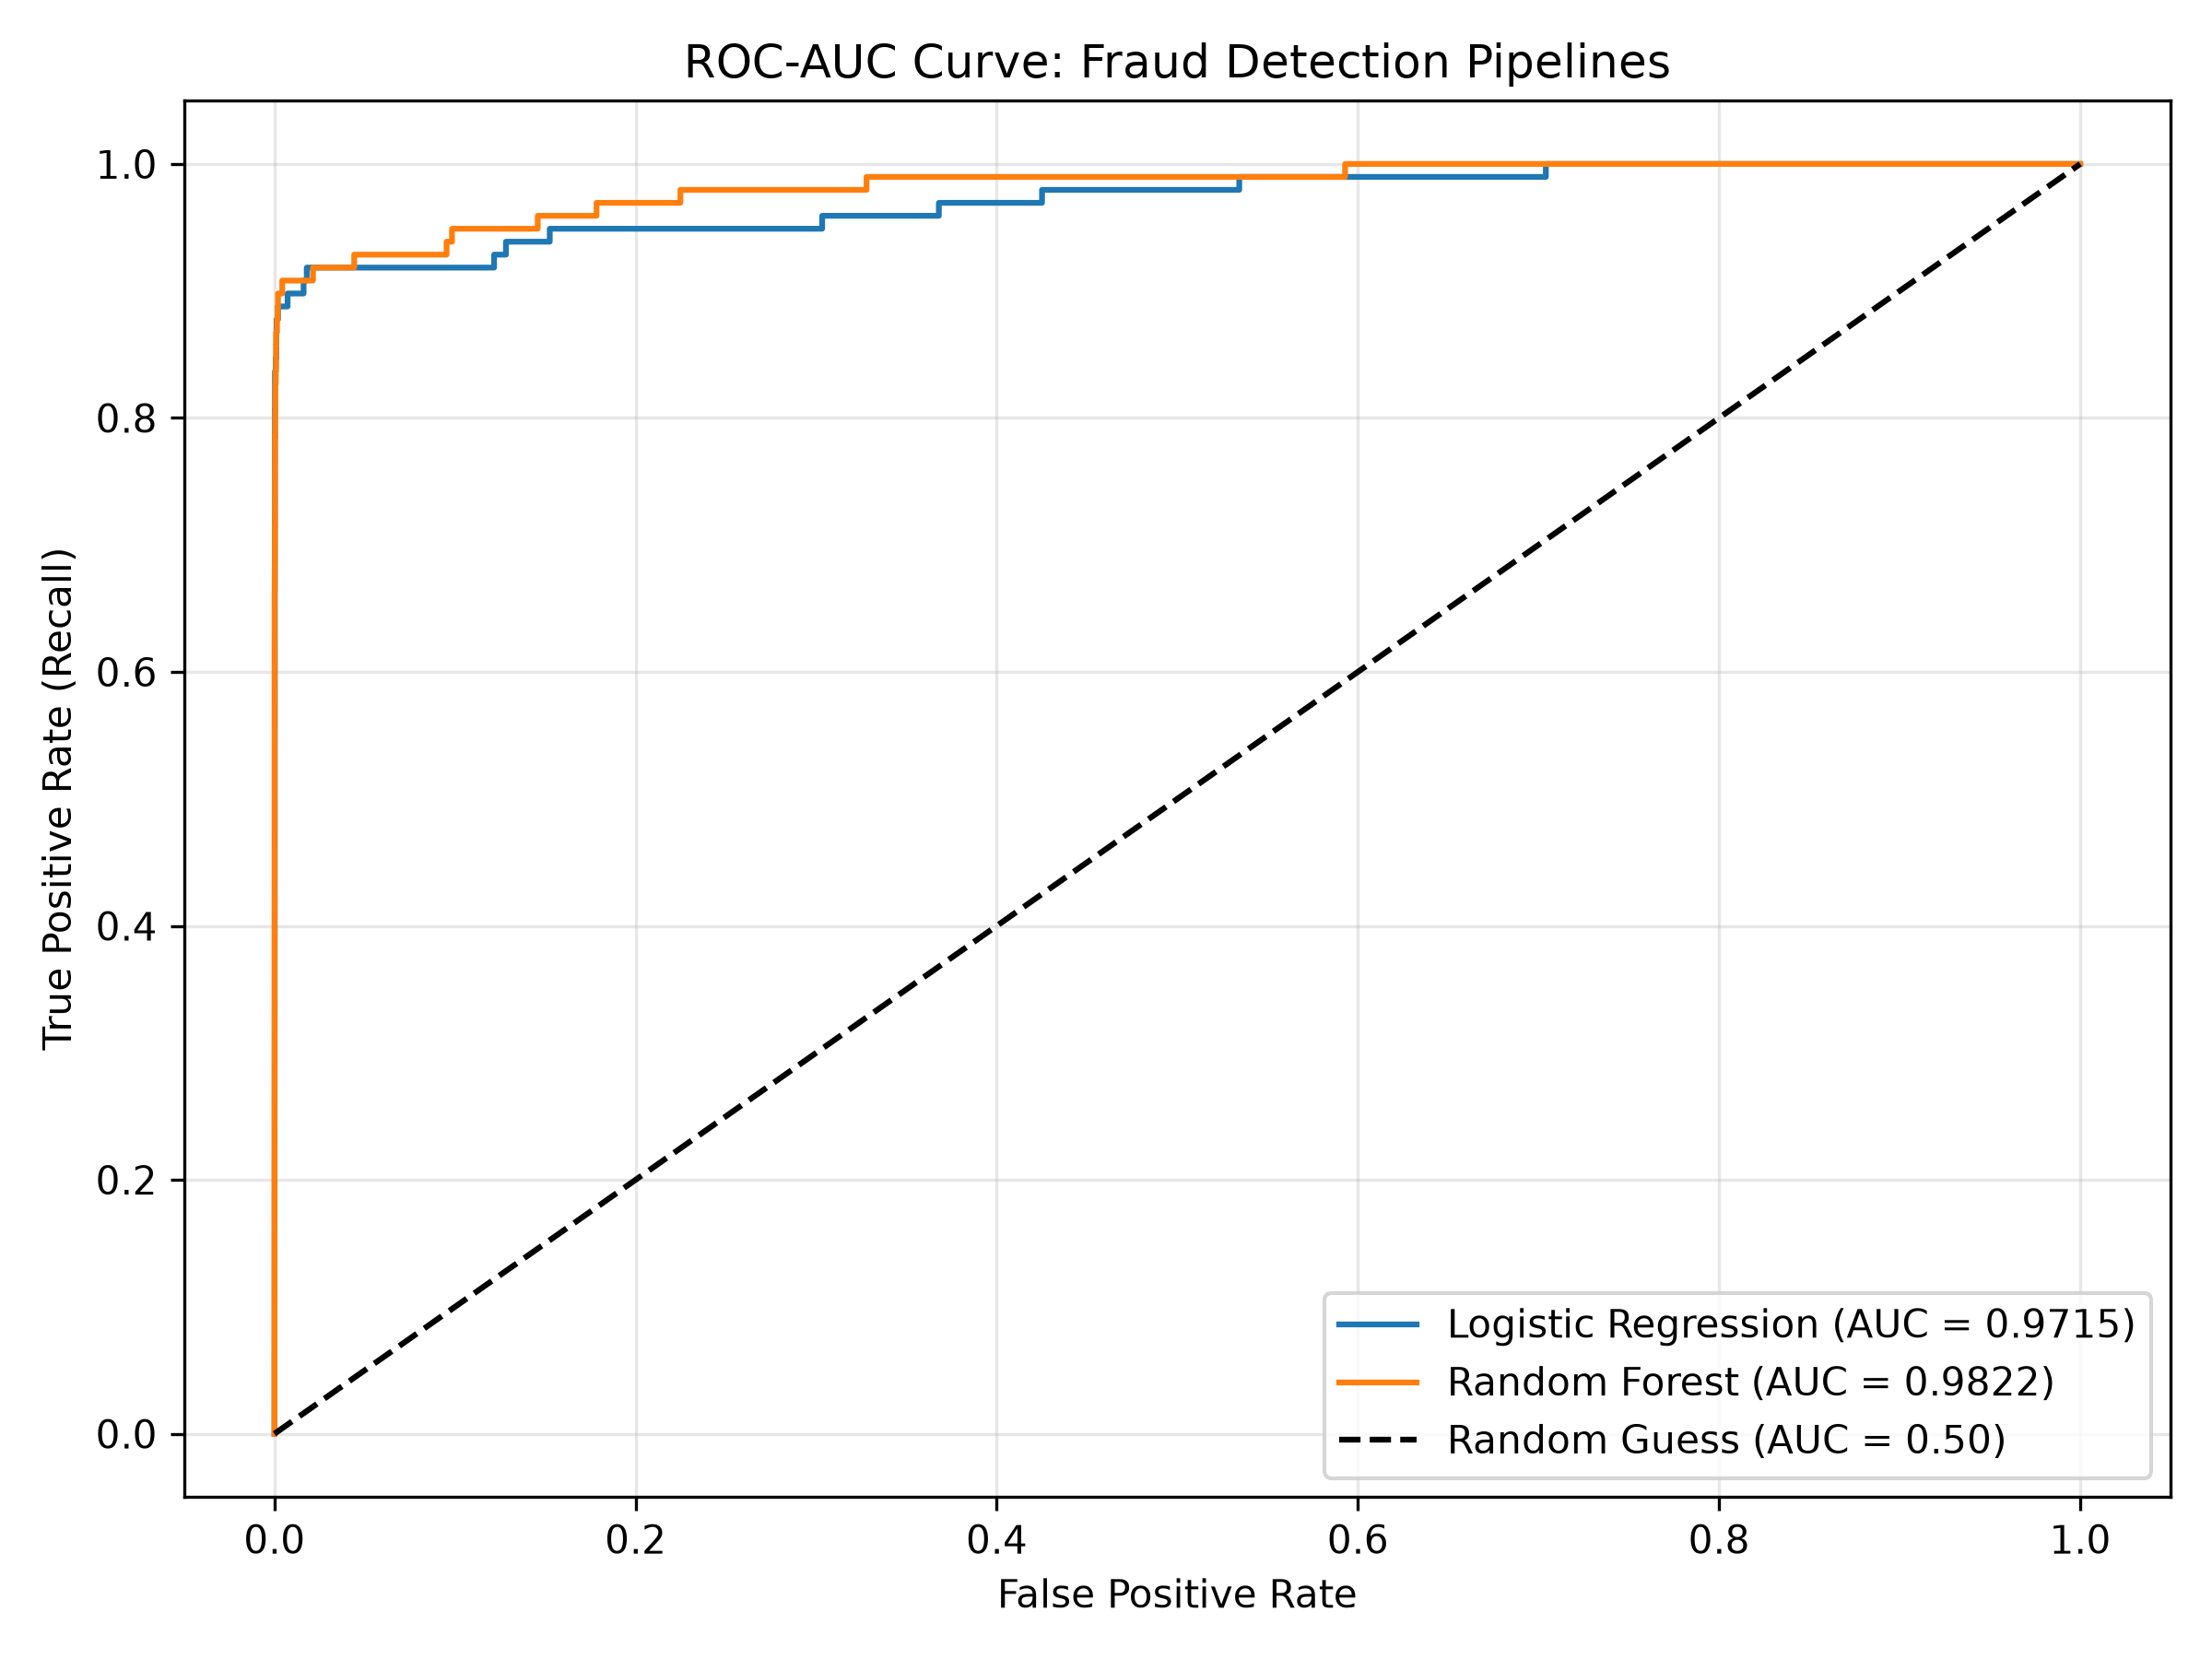 ROC-AUC Curve: Fraud Detection Pipelines
True Positive Rate (Recall)
1.0
0.8
0.6
0.4
0.2
0.0
Logistic Regression (AUC = 0.9715)
Random Forest (AUC = 0.9822)
Random Guess (AUC = 0.50)
0.0 0.2 0.4 0.6 0.8 1.0
False Positive Rate